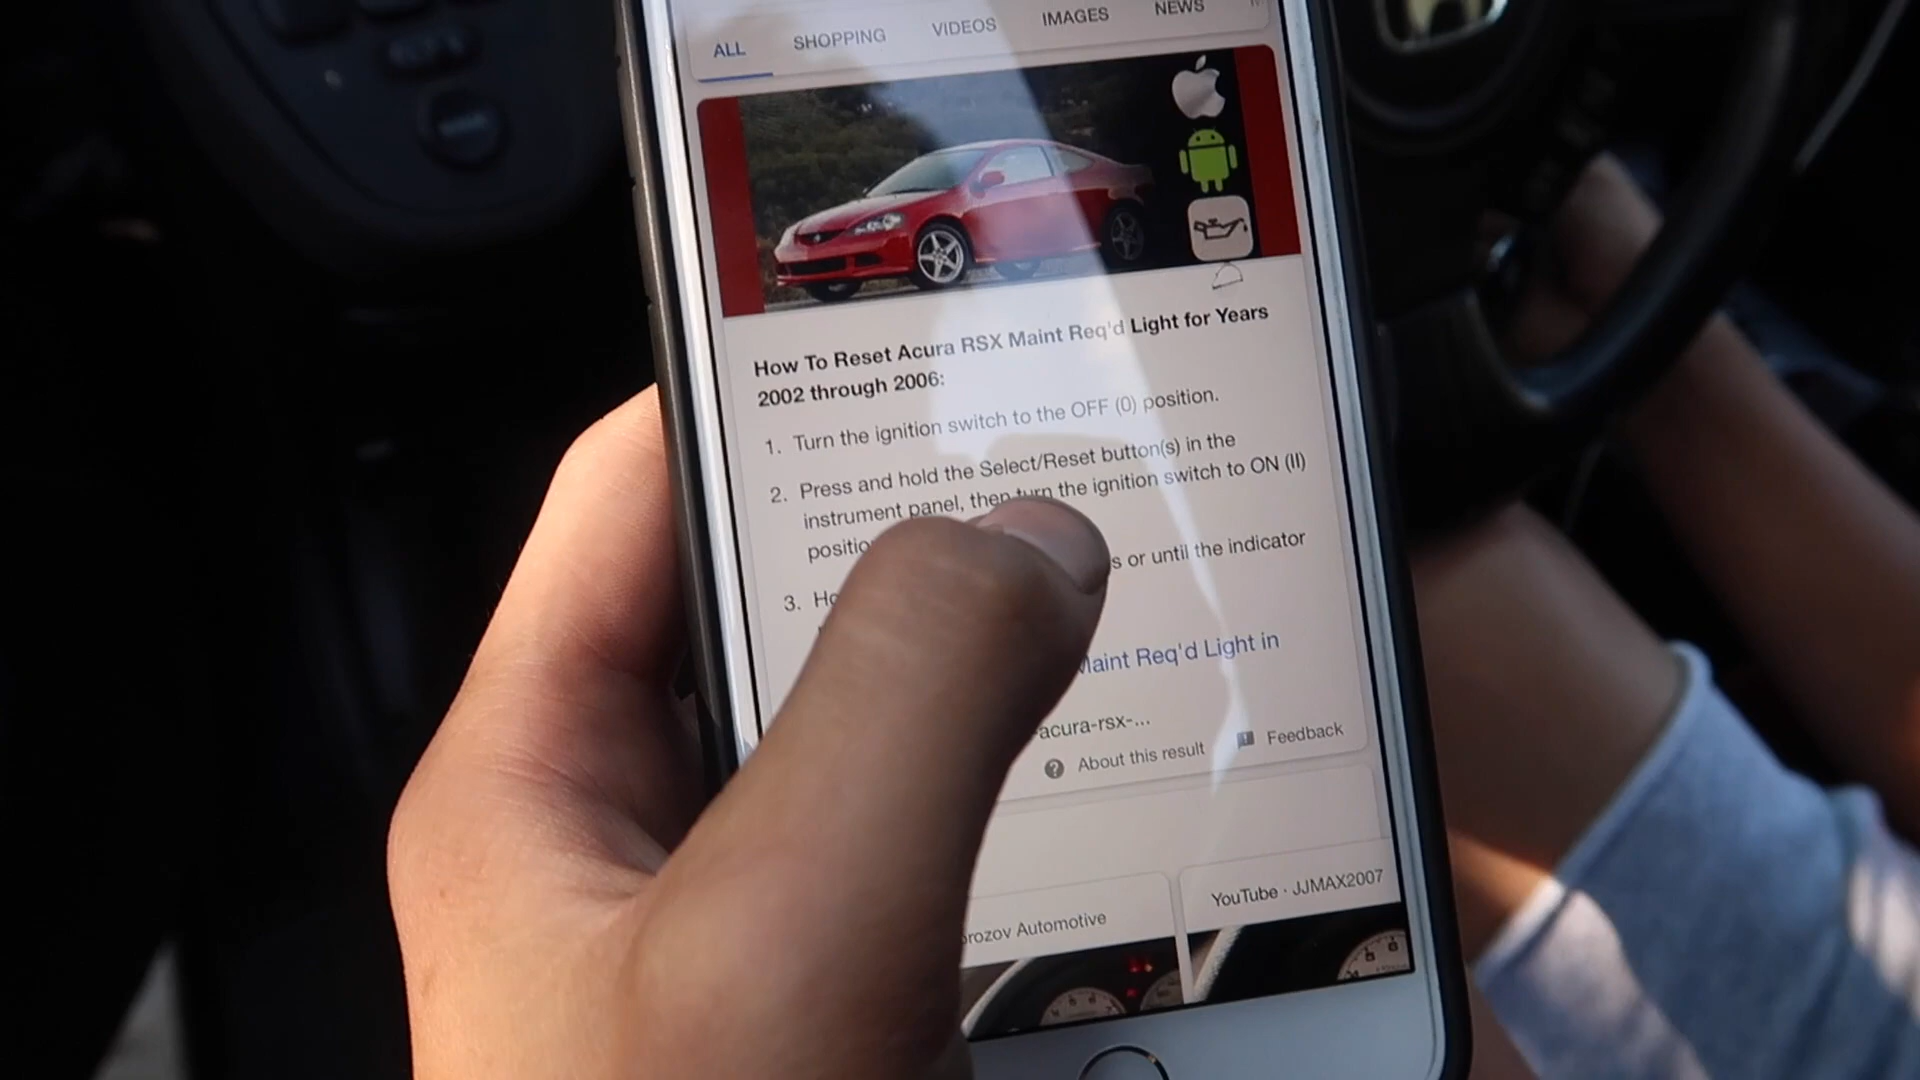 ALL SHOPPING VIDEOS IMAGES NEWS
How To Reset Acura RSX Maint Req'd Light for Years
2002 through 2006:
1. Turn the ignition switch to the OFF (0) position.
2. Press and hold the Select/Reset button(s) in the
instrument panel, then turn the ignition switch to ON (II)
s or until the indicator
3.
Req'd Light in
acura-rsx-...
About this result Feedback
Automotive
YouTube · JJMAX2007